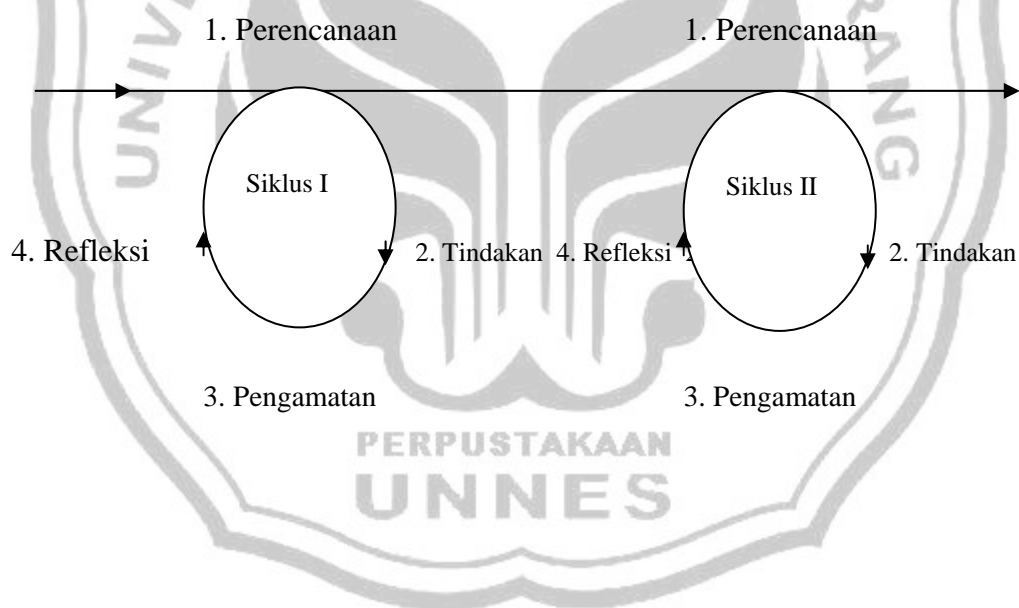 1. Perencanaan 1. Perencanaan
Siklus I Siklus II
4. Refleksi 2. Tindakan 4. Refleksi 2. Tindakan
3. Pengamatan 3. Pengamatan
PERPUSTAKAAN
UNNES